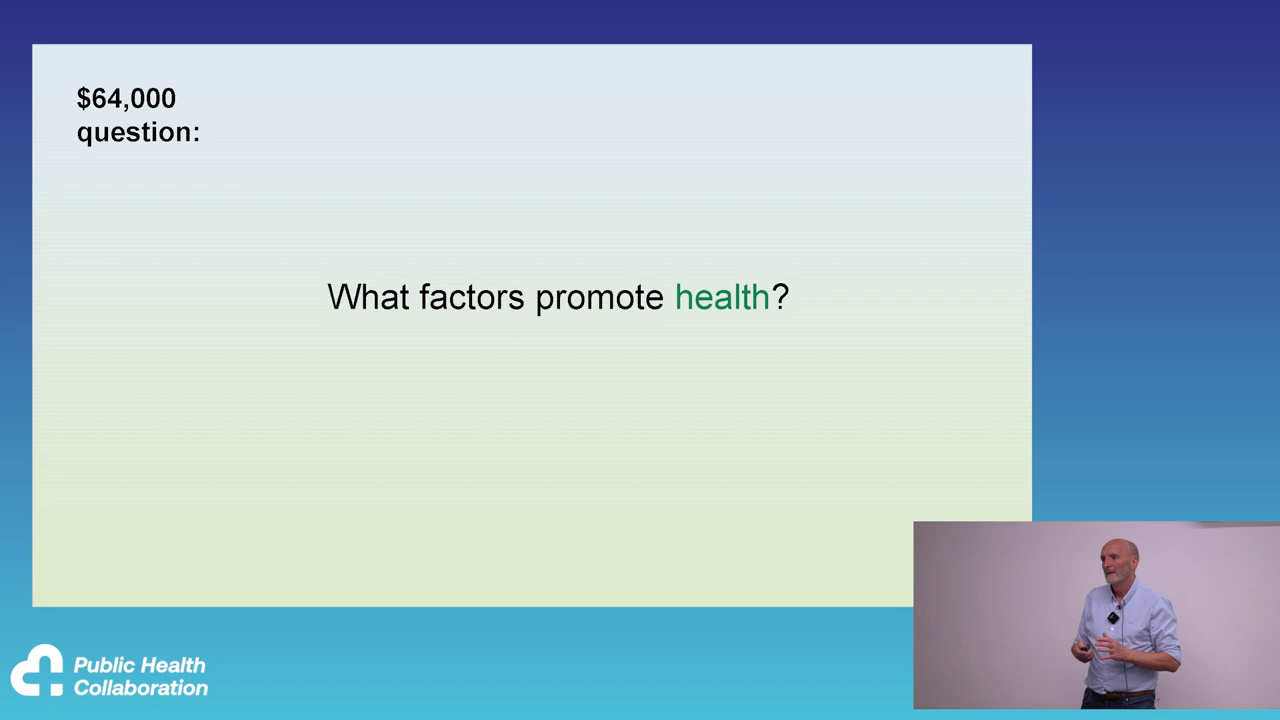 $64,000
question:
What factors promote health?
Public Health
Collaboration